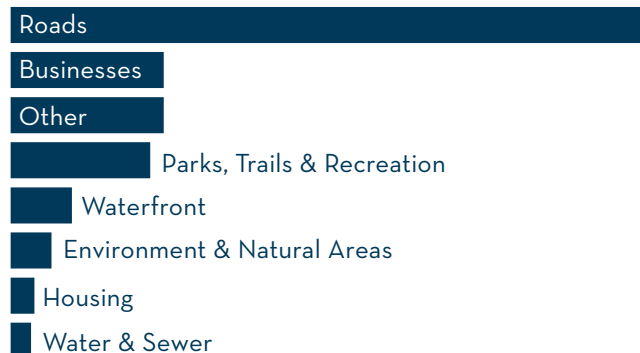 Roads
Businesses
Other
Parks, Trails & Recreation
Waterfront
Environment & Natural Areas
Housing
Water & Sewer